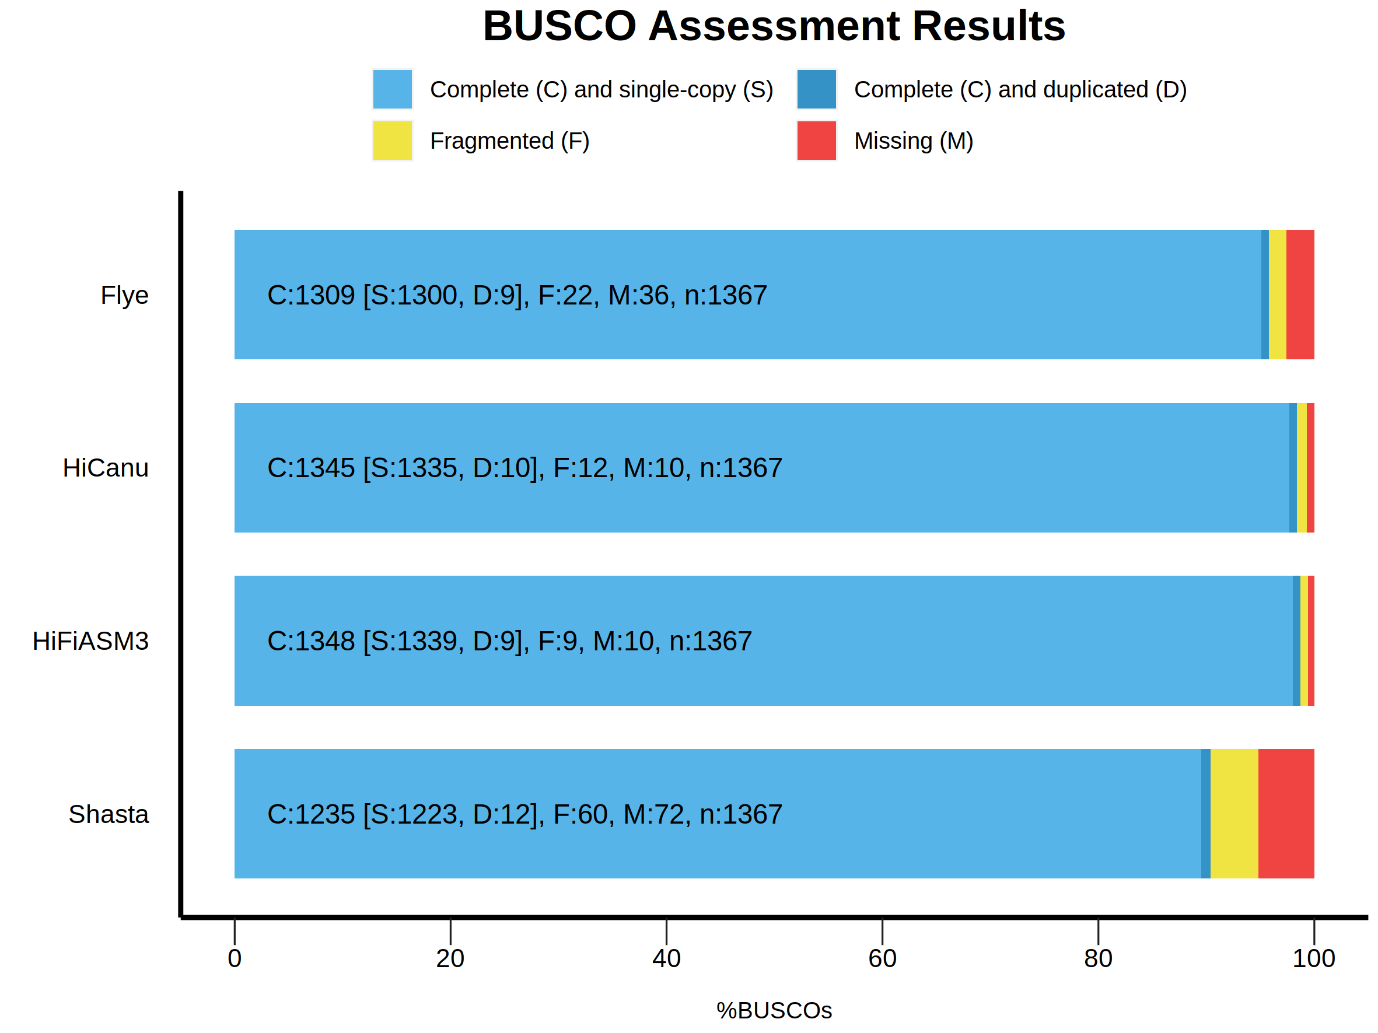 BUSCO Assessment Results
Complete (C) and single-copy (S)
Complete (C) and duplicated (D)
Fragmented (F)
Missing (M)
Flye
C:1309 [S:1300, D:9], F:22, M:36, n:1367
HiCanu
C:1345 [S:1335, D:10], F:12, M:10, n:1367
HiFiASM3
C:1348 [S:1339, D:9], F:9, M:10, n:1367
Shasta
C:1235 [S:1223, D:12], F:60, M:72, n:1367
0 20 40 60 80 100
%BUSCOs